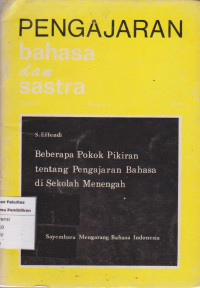 PENGAJARAN
bahasa
dan
sastra
S. Effendi
Beberapa Pokok Pikiran
tentang Pengajaran Bahasa
di Sekolah Menengah
Sayembara Mengarang Bahasa Indonesia